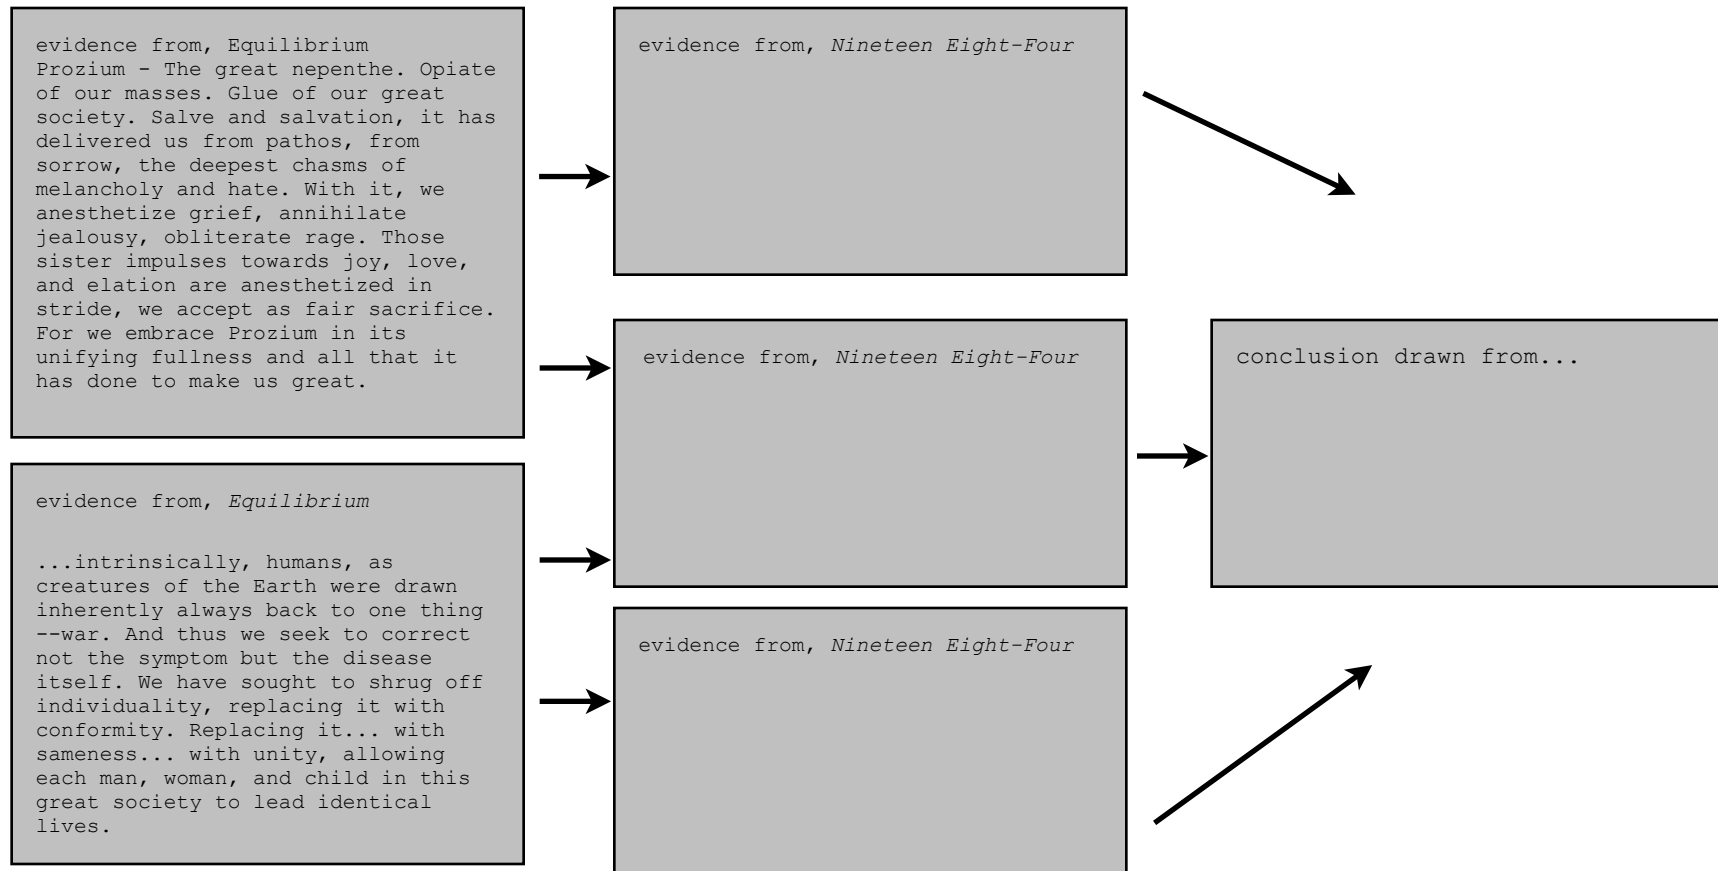 evidence from, Equilibrium
Prozium - The great nepenthe. Opiate
of our masses. Glue of our great
society. Salve and salvation, it has
delivered us from pathos, from
sorrow, the deepest chasms of
melancholy and hate. With it, we
anesthetize grief, annihilate
jealousy, obliterate rage. Those
sister impulses towards joy, love,
and elation are anesthetized in
stride, we accept as fair sacrifice.
For we embrace Prozium in its
unifying fullness and all that it
has done to make us great.
evidence from, Equilibrium
...intrinsically, humans, as
creatures of the Earth were drawn
inherently always back to one thing
--war. And thus we seek to correct
not the symptom but the disease
itself. We have sought to shrug off
individuality, replacing it with
conformity. Replacing it... with
sameness... with unity, allowing
each man, woman, and child in this
great society to lead identical
lives.
evidence from, Nineteen Eight-Four
evidence from, Nineteen Eight-Four
evidence from, Nineteen Eight-Four
conclusion drawn from...